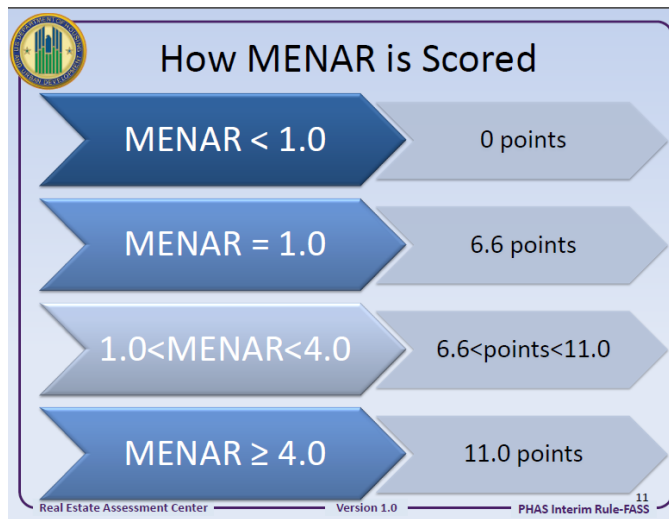 How MENAR is Scored
MENAR < 1.0
0 points
MENAR = 1.0
6.6 points
1.0<MENAR<4.0
6.6<points<11.0
MENAR ≥ 4.0
11.0 points
11
Real Estate Assessment Center Version 1.0 PHAS Interim Rule-FASS